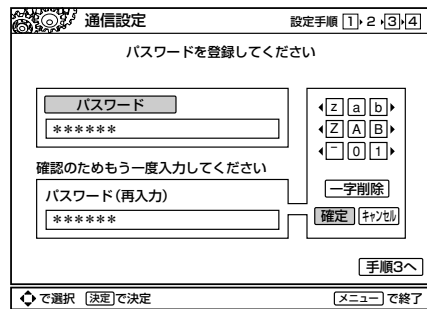 通信設定
設定手順 1 2 3 4
パスワードを登録してください
パスワード
******
z a b
Z A B
‾ 0 1
確認のためもう一度入力してください
パスワード(再入力)
******
一字削除
確定 キャンセル
手順3へ
で選択 決定で決定 メニューで終了